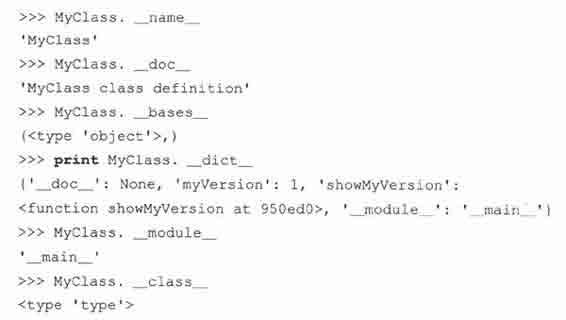 >>> MyClass. __name__
'MyClass'
>>> MyClass. __doc__
'MyClass class definition'
>>> MyClass. __bases__
(<type 'object'>,)
>>> print MyClass. __dict__
{'__doc__': None, 'myVersion': 1, 'showMyVersion':
<function showMyVersion at 950ed0>, '__module__': '__main__'}
>>> MyClass. __module__
'__main__'
>>> MyClass. __class__
<type 'type'>